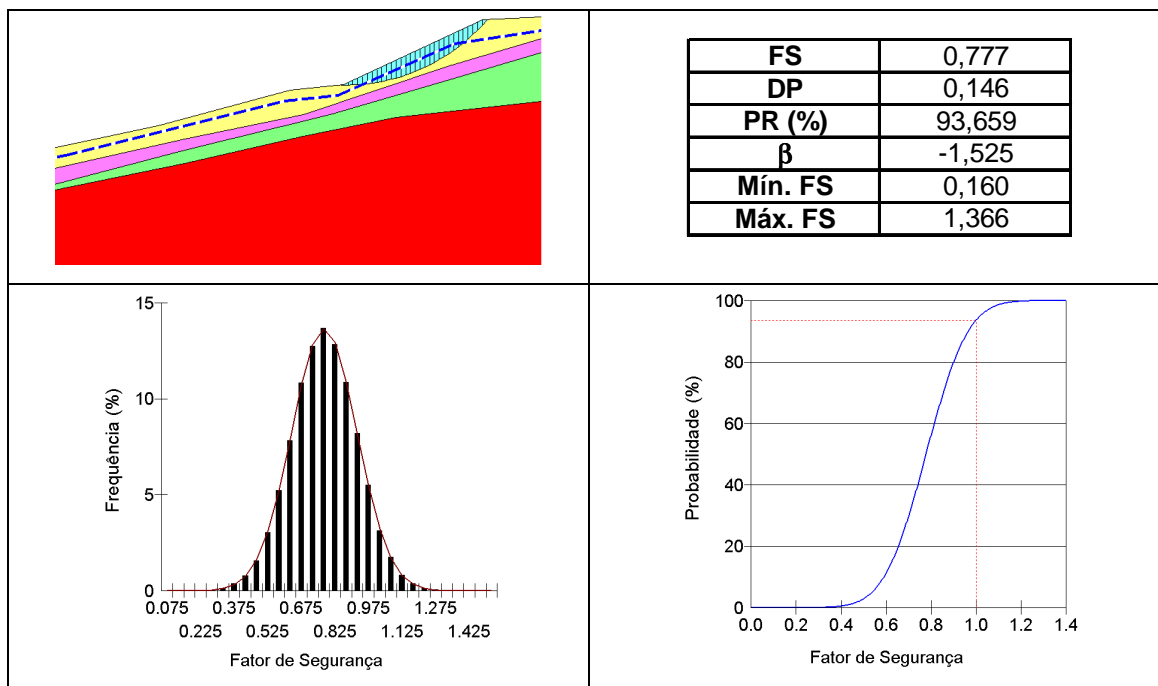 FS 0,777
DP 0,146
PR (%) 93,659
β -1,525
Mín. FS 0,160
Máx. FS 1,366
15
10
5
0
Frequência (%)
0.075 0.375 0.675 0.975 1.275
0.225 0.525 0.825 1.125 1.425
Fator de Segurança
100
80
60
40
20
0
Probabilidade (%)
0.0 0.2 0.4 0.6 0.8 1.0 1.2 1.4
Fator de Segurança